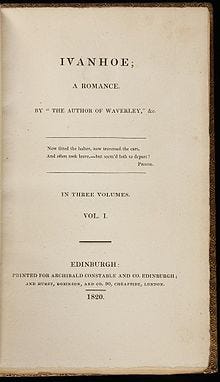 IVANHOE;
A ROMANCE.
BY "THE AUTHOR OF WAVERLEY," &c.
Now fitted the halter, now traversed the cart,
And often took leave,—but seem'd loth to depart!
PRIOR.
IN THREE VOLUMES.
VOL. I.
EDINBURGH:
PRINTED FOR ARCHIBALD CONSTABLE AND CO. EDINBURGH;
AND HURST, ROBINSON, AND CO. 90, CHEAPSIDE, LONDON.
1820.